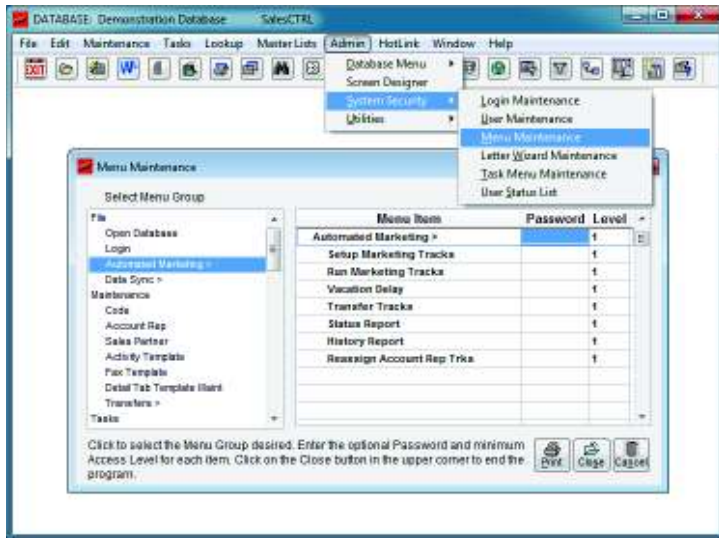 DATABASE: Demonstration Database SalesCTRL
File Edit Maintenance Tasks Lookup Master Lists Admin HotLink Window Help
EXIT W
Database Menu
Screen Designer
System Security
Utilities
Login Maintenance
User Maintenance
Menu Maintenance
Letter Wizard Maintenance
Task Menu Maintenance
User Status List
Menu Maintenance
Select Menu Group
File
Open Database
Login
Automated Marketing >
Data Sync >
Maintenance
Code
Account Rep
Sales Partner
Activity Template
Fax Template
Detail Tab Template Maint
Transfers >
Tasks
Menu Item Password Level
Automated Marketing > 1
Setup Marketing Tracks 1
Run Marketing Tracks 1
Vacation Delay 1
Transfer Tracks 1
Status Report 1
History Report 1
Reassign Account Rep Trks 1
Click to select the Menu Group desired. Enter the optional Password and minimum
Access Level for each item. Click on the Close button in the upper corner to end the
program.
Print Close Cancel